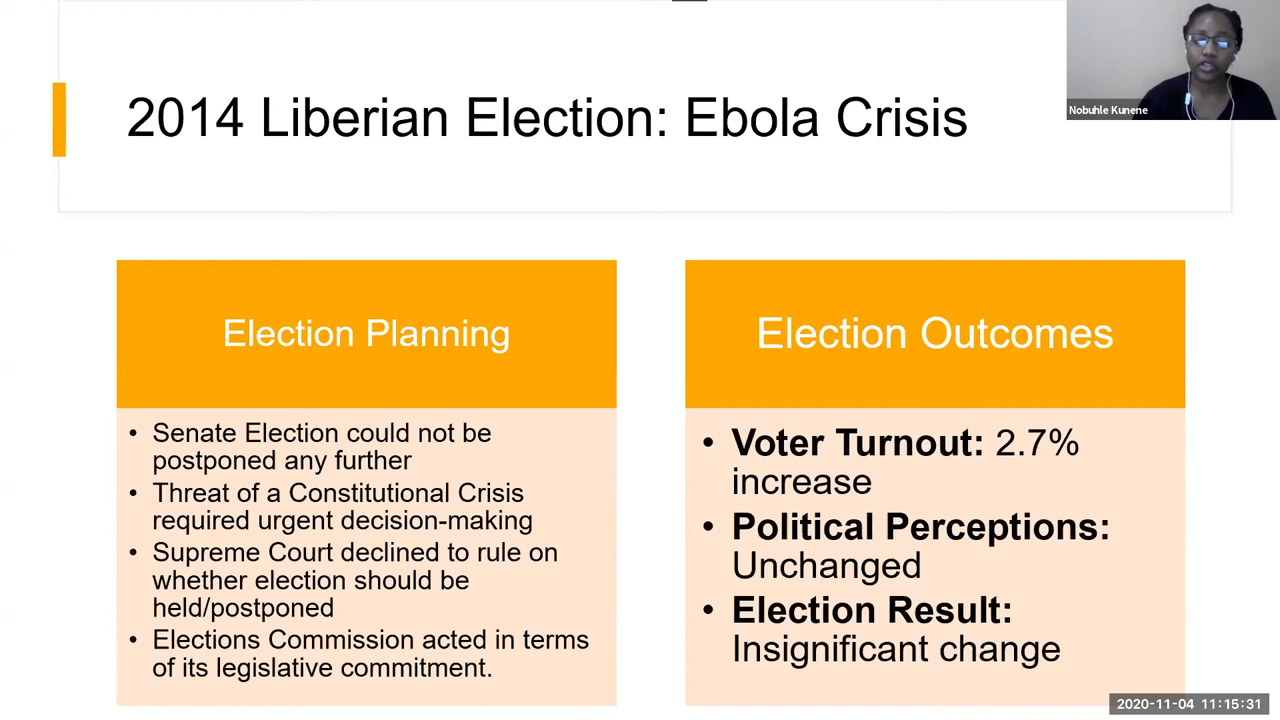 2014 Liberian Election: Ebola Crisis
Nobuhle Kunene
Election Planning
• Senate Election could not be
postponed any further
• Threat of a Constitutional Crisis
required urgent decision-making
• Supreme Court declined to rule on
whether election should be
held/postponed
• Elections Commission acted in terms
of its legislative commitment.
Election Outcomes
• Voter Turnout: 2.7%
increase
• Political Perceptions:
Unchanged
• Election Result:
Insignificant change
2020-11-04 11:15:31